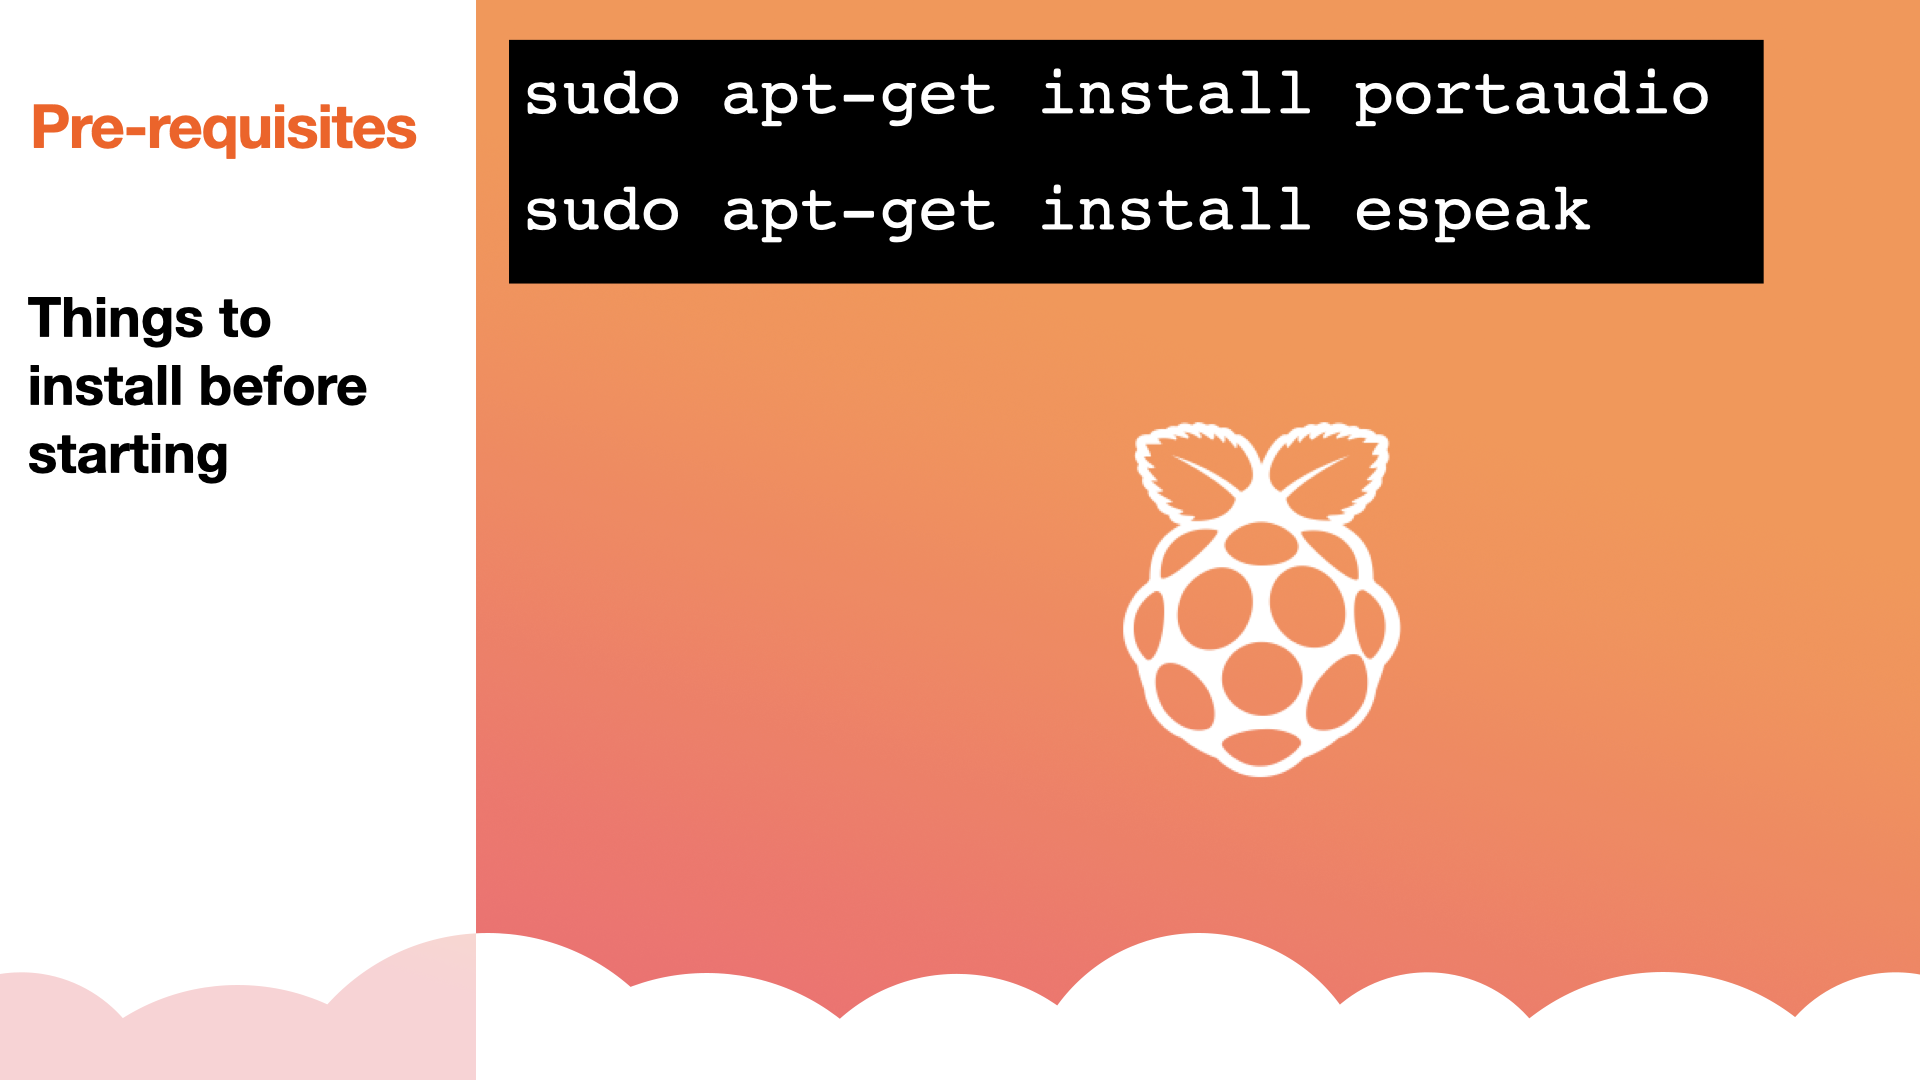 Pre-requisites
Things to
install before
starting
sudo apt-get install portaudio
sudo apt-get install espeak